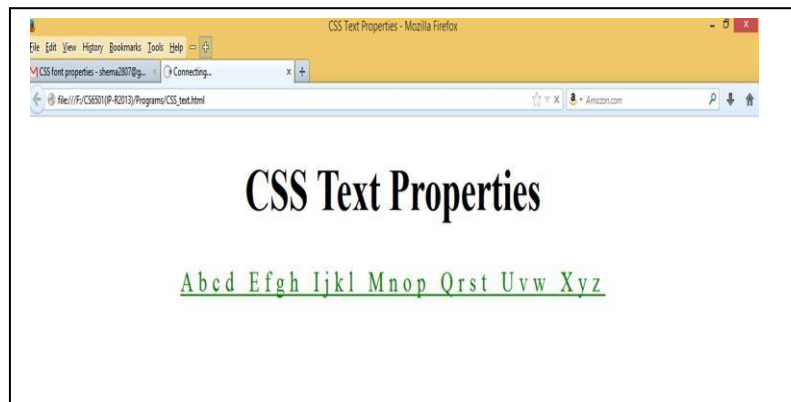 CSS Text Properties - Mozilla Firefox
File Edit View History Bookmarks Tools Help
CSS font properties - shema2807@g... Connecting...
file:///F:/CS6501(IP-R2013)/Programs/CSS_text.html Amazon.com
CSS Text Properties
Abcd Efgh Ijkl Mnop Qrst Uvw Xyz